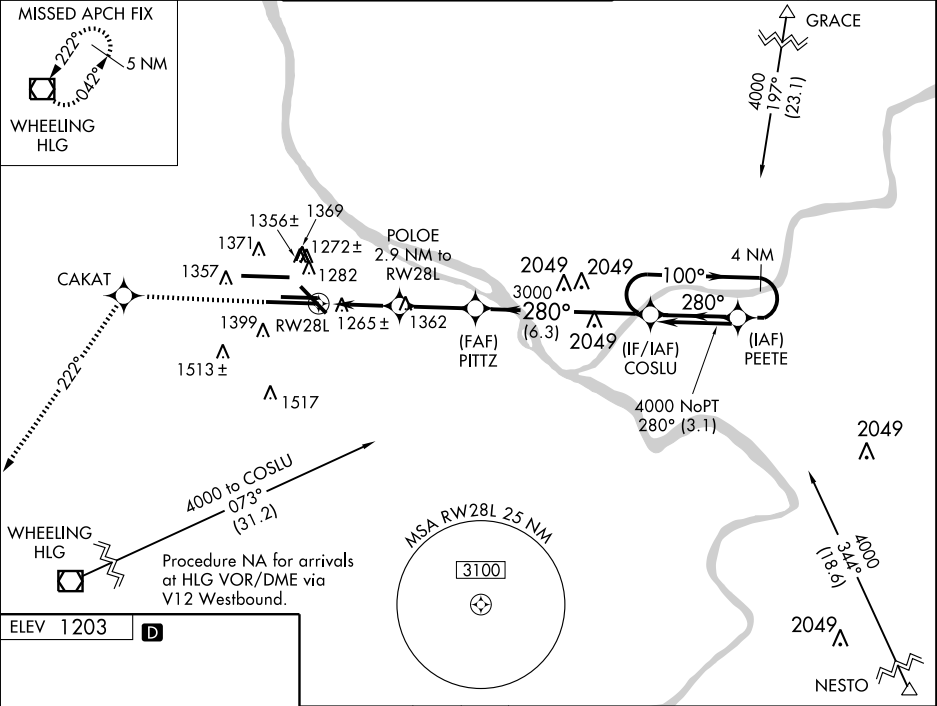 MISSED APCH FIX
222°
042°
5 NM
WHEELING
HLG
GRACE
4000
197°
(23.1)
1356±
1369
1371
1272±
1282
1357
POLOE
2.9 NM to
RW28L
CAKAT
1399
RW28L
1265±
1362
1513±
1517
222°
(FAF)
PITTZ
3000
280°
(6.3)
2049
2049
2049
4 NM
100°
280°
(IF/IAF)
COSLU
(IAF)
PEETE
4000 NoPT
280° (3.1)
2049
4000 to COSLU
073°
(31.2)
WHEELING
HLG
Procedure NA for arrivals
at HLG VOR/DME via
V12 Westbound.
MSA RW28L 25 NM
3100
4000
344°
(18.6)
2049
NESTO
ELEV 1203
D